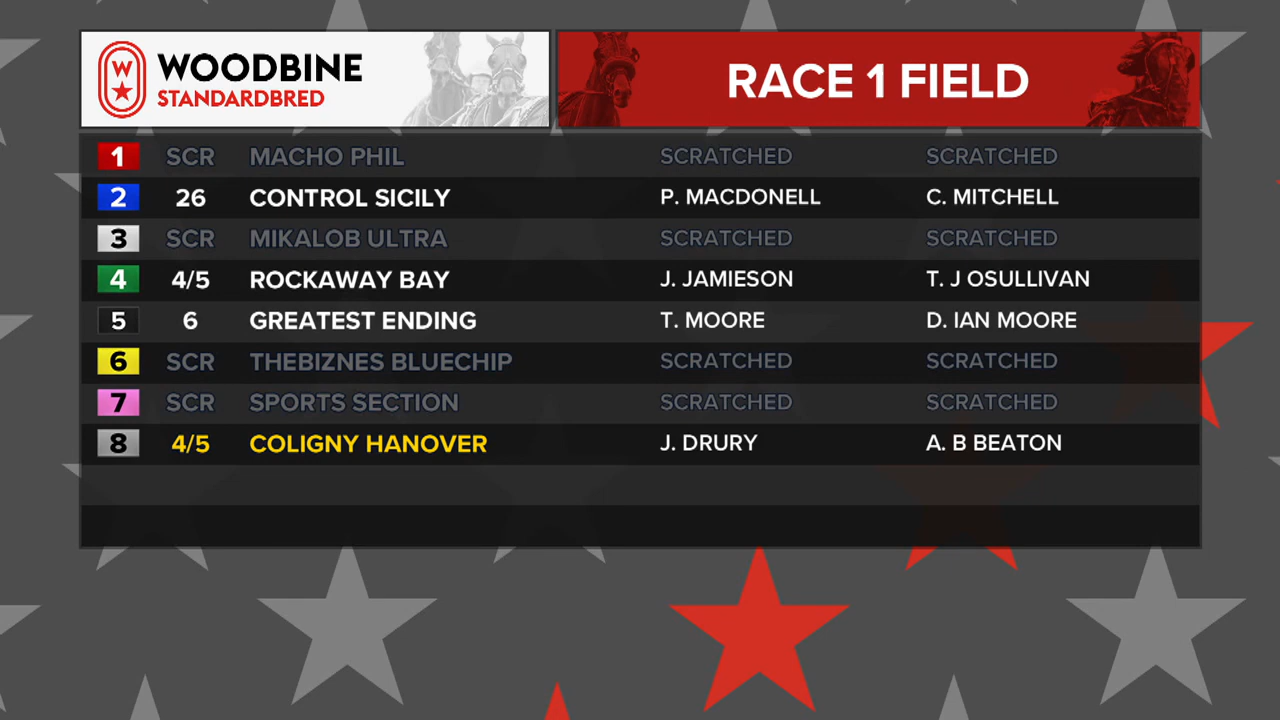 W
WOODBINE
STANDARDBRED
RACE 1 FIELD
1 SCR MACHO PHIL SCRATCHED SCRATCHED
2 26 CONTROL SICILY P. MACDONELL C. MITCHELL
3 SCR MIKALOB ULTRA SCRATCHED SCRATCHED
4 4/5 ROCKAWAY BAY J. JAMIESON T. J OSULLIVAN
5 6 GREATEST ENDING T. MOORE D. IAN MOORE
6 SCR THEBIZNES BLUECHIP SCRATCHED SCRATCHED
7 SCR SPORTS SECTION SCRATCHED SCRATCHED
8 4/5 COLIGNY HANOVER J. DRURY A. B BEATON